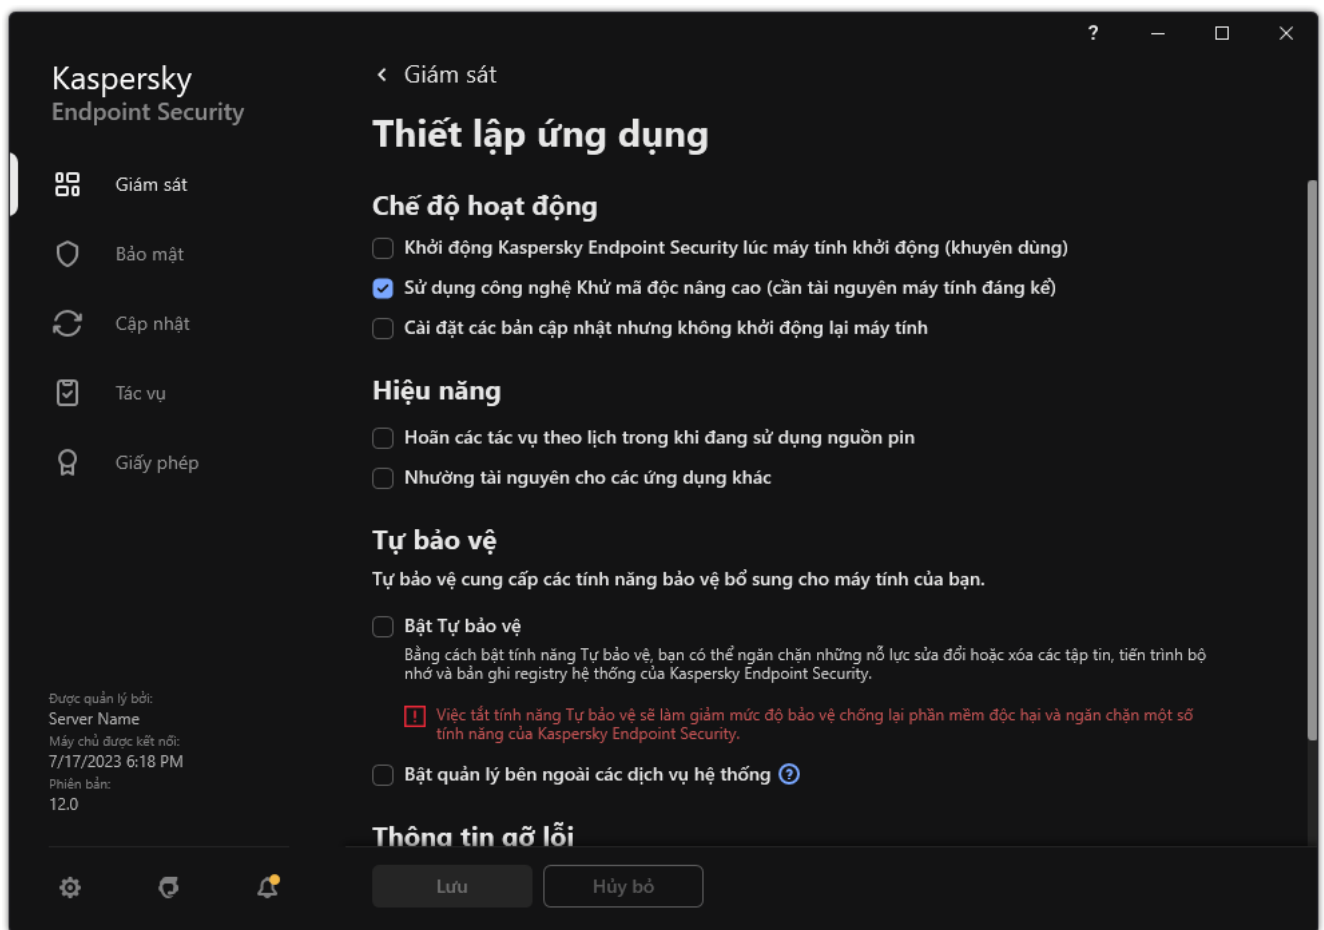 ?
Kaspersky
Endpoint Security
Giám sát
Bảo mật
Cập nhật
Tác vụ
Giấy phép
Được quản lý bởi:
Server Name
Máy chủ được kết nối:
7/17/2023 6:18 PM
Phiên bản:
12.0
Giám sát
Thiết lập ứng dụng
Chế độ hoạt động
Khởi động Kaspersky Endpoint Security lúc máy tính khởi động (khuyên dùng)
Sử dụng công nghệ Khử mã độc nâng cao (cần tài nguyên máy tính đáng kể)
Cài đặt các bản cập nhật nhưng không khởi động lại máy tính
Hiệu năng
Hoãn các tác vụ theo lịch trong khi đang sử dụng nguồn pin
Nhường tài nguyên cho các ứng dụng khác
Tự bảo vệ
Tự bảo vệ cung cấp các tính năng bảo vệ bổ sung cho máy tính của bạn.
Bật Tự bảo vệ
Bằng cách bật tính năng Tự bảo vệ, bạn có thể ngăn chặn những nỗ lực sửa đổi hoặc xóa các tập tin, tiến trình bộ
nhớ và bản ghi registry hệ thống của Kaspersky Endpoint Security.
Việc tắt tính năng Tự bảo vệ sẽ làm giảm mức độ bảo vệ chống lại phần mềm độc hại và ngăn chặn một số
tính năng của Kaspersky Endpoint Security.
Bật quản lý bên ngoài các dịch vụ hệ thống ?
Thông tin gỡ lỗi
Lưu
Hủy bỏ